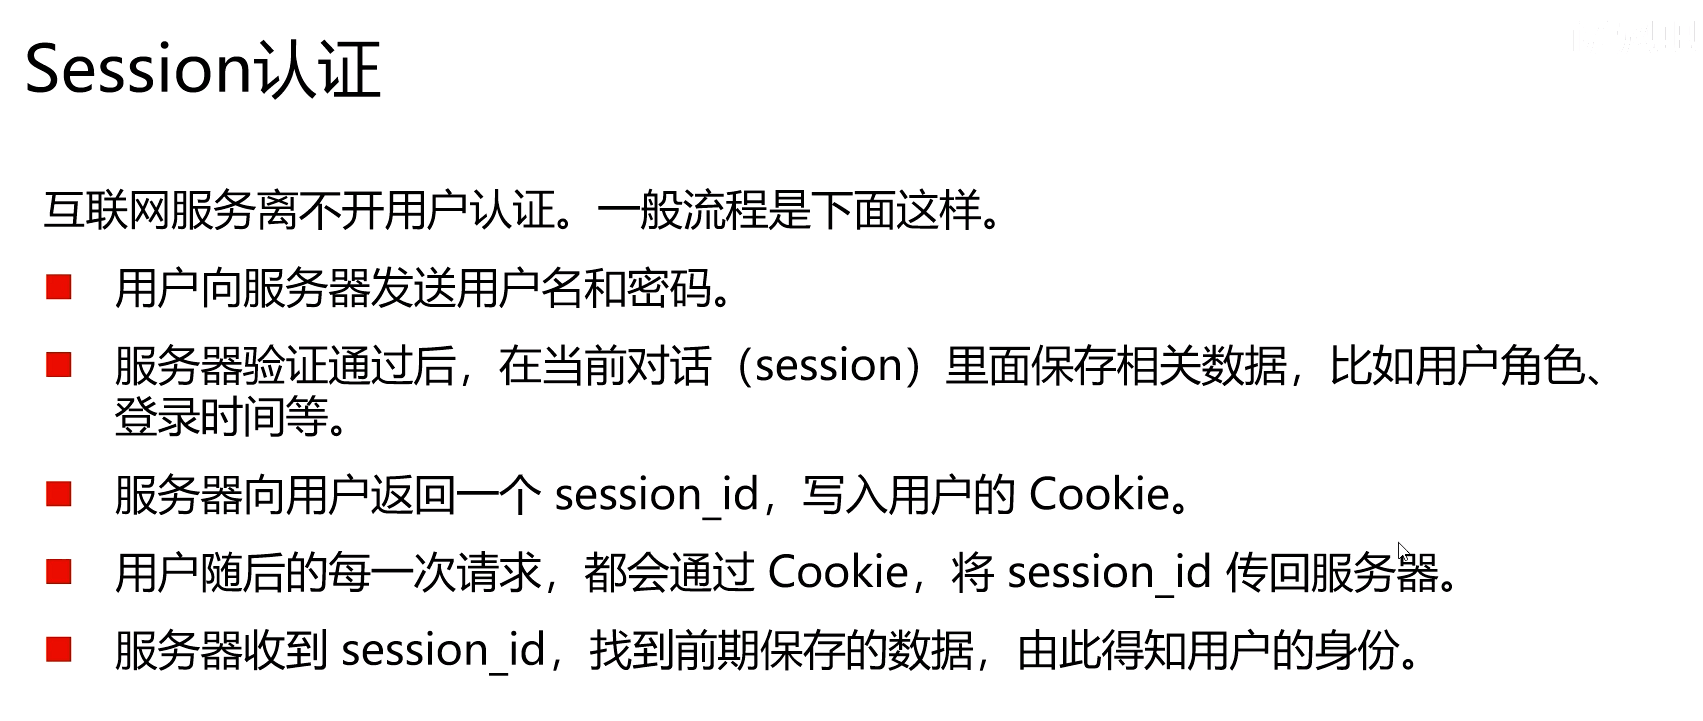 Session认证
互联网服务离不开用户认证。一般流程是下面这样。
用户向服务器发送用户名和密码。
服务器验证通过后，在当前对话（session）里面保存相关数据，比如用户角色、
登录时间等。
服务器向用户返回一个 session_id，写入用户的 Cookie。
用户随后的每一次请求，都会通过 Cookie，将 session_id 传回服务器。
服务器收到 session_id，找到前期保存的数据，由此得知用户的身份。